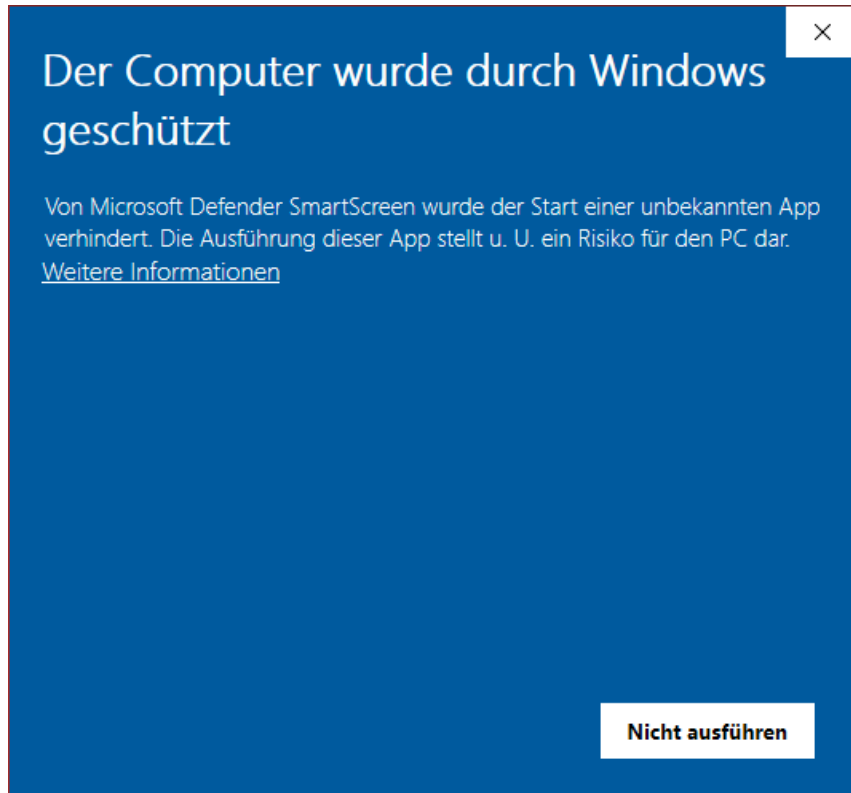 Der Computer wurde durch Windows
geschützt
Von Microsoft Defender SmartScreen wurde der Start einer unbekannten App
verhindert. Die Ausführung dieser App stellt u. U. ein Risiko für den PC dar.
Weitere Informationen
Nicht ausführen